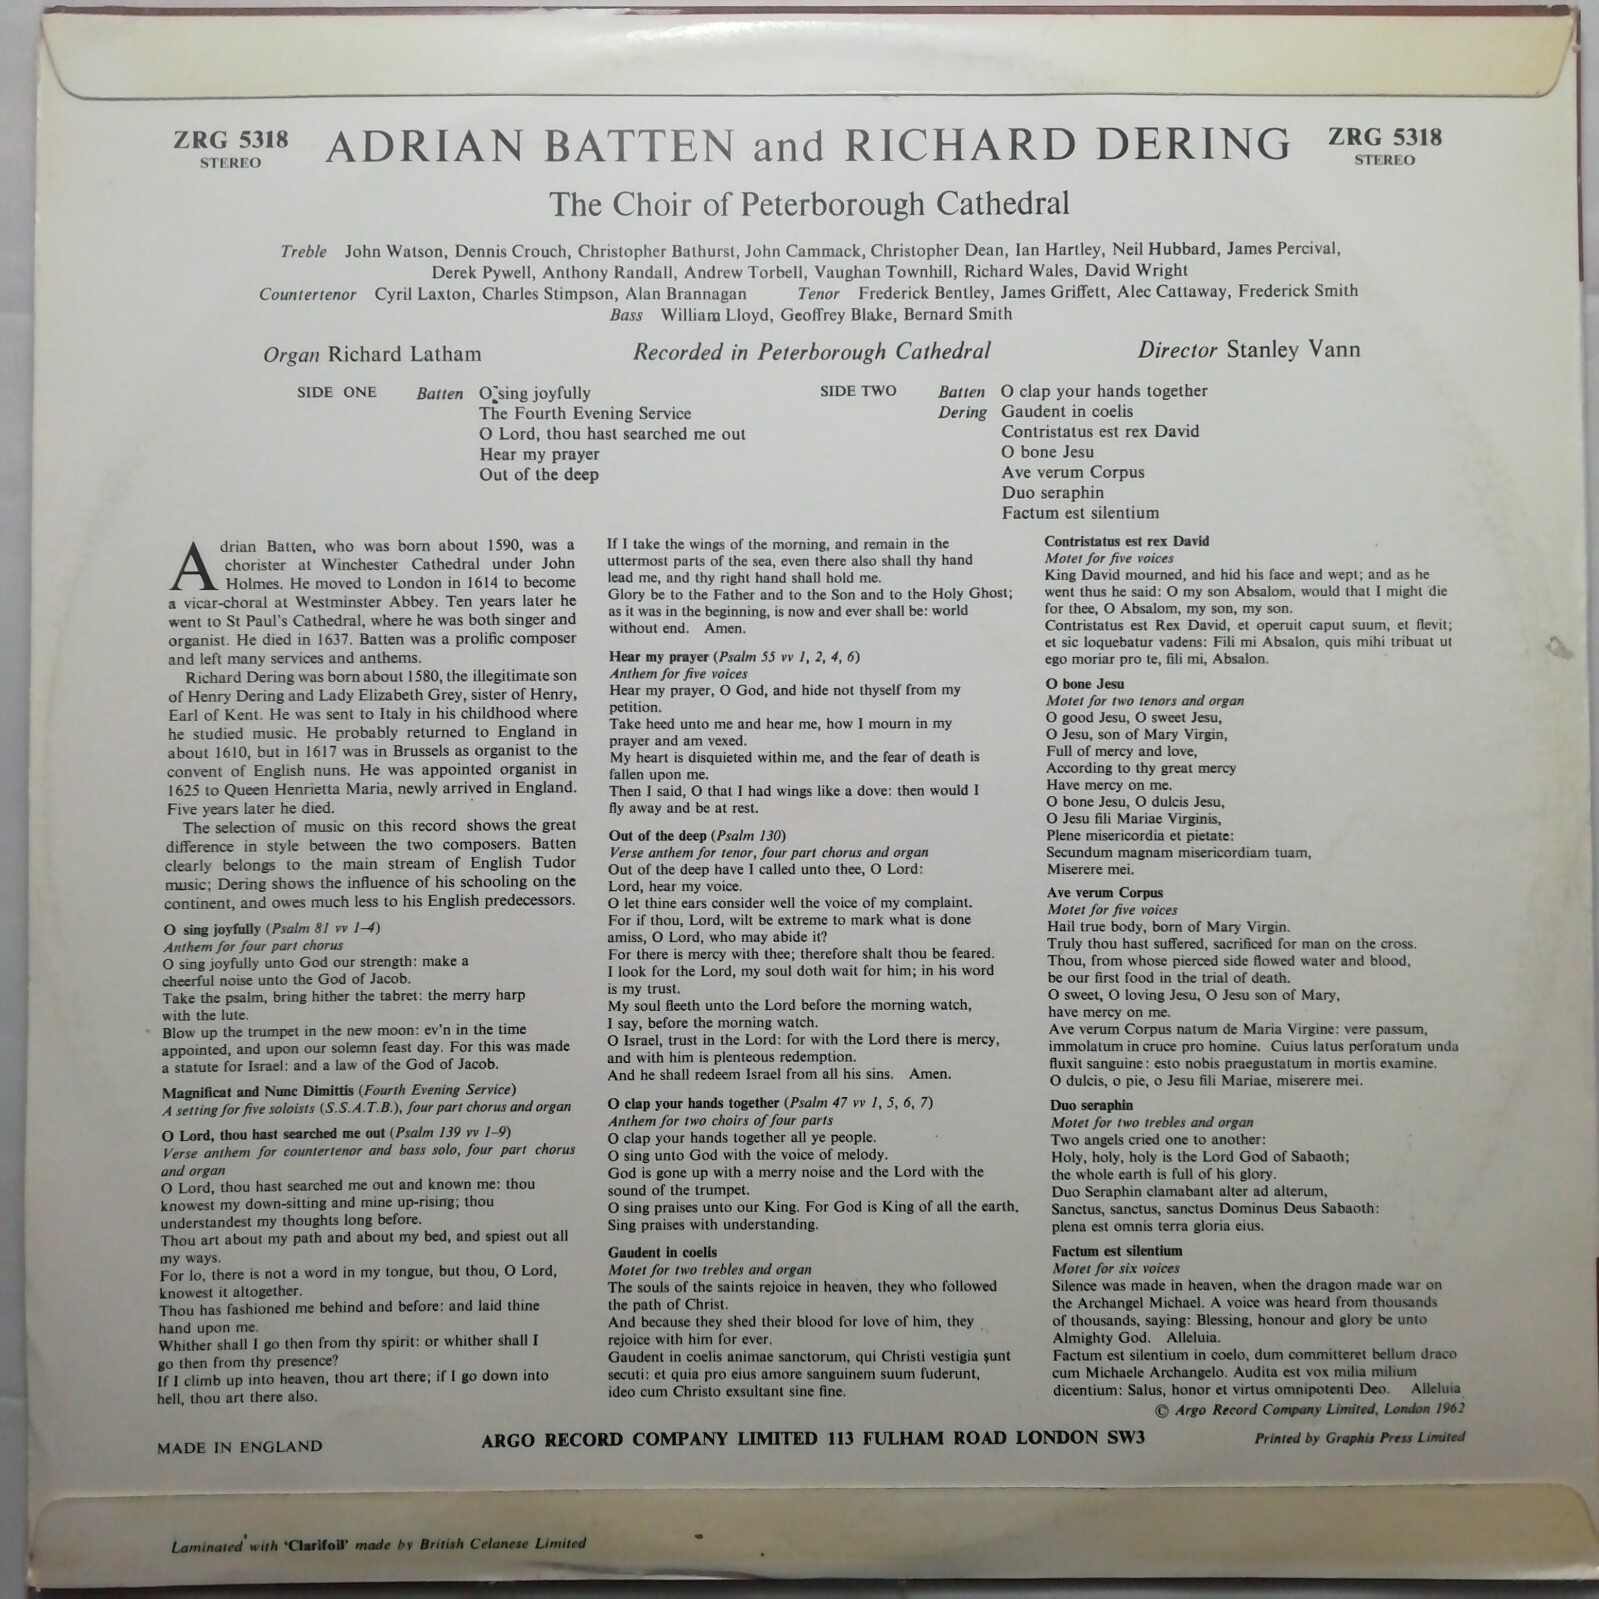 ZRG 5318
STEREO
ADRIAN BATTEN and RICHARD DERING
ZRG 5318
STEREO
The Choir of Peterborough Cathedral
Treble John Watson, Dennis Crouch, Christopher Bathurst, John Cammack, Christopher Dean, Ian Hartley, Neil Hubbard, James Percival,
Derek Pywell, Anthony Randall, Andrew Torbell, Vaughan Townhill, Richard Wales, David Wright
Countertenor Cyril Laxton, Charles Stimpson, Alan Brannagan Tenor Frederick Bentley, James Griffett, Alec Cattaway, Frederick Smith
Bass William Lloyd, Geoffrey Blake, Bernard Smith
Organ Richard Latham Recorded in Peterborough Cathedral Director Stanley Vann
SIDE ONE Batten O sing joyfully
The Fourth Evening Service
O Lord, thou hast searched me out
Hear my prayer
Out of the deep
SIDE TWO Batten O clap your hands together
Dering Gaudent in coelis
Contristatus est rex David
O bone Jesu
Ave verum Corpus
Duo seraphin
Factum est silentium
Adrian Batten, who was born about 1590, was a
chorister at Winchester Cathedral under John
Holmes. He moved to London in 1614 to become
a vicar-choral at Westminster Abbey. Ten years later he
went to St Paul's Cathedral, where he was both singer and
organist. He died in 1637. Batten was a prolific composer
and left many services and anthems.
Richard Dering was born about 1580, the illegitimate son
of Henry Dering and Lady Elizabeth Grey, sister of Henry,
Earl of Kent. He was sent to Italy in his childhood where
he studied music. He probably returned to England in
about 1610, but in 1617 was in Brussels as organist to the
convent of English nuns. He was appointed organist in
1625 to Queen Henrietta Maria, newly arrived in England.
Five years later he died.
The selection of music on this record shows the great
difference in style between the two composers. Batten
clearly belongs to the main stream of English Tudor
music; Dering shows the influence of his schooling on the
continent, and owes much less to his English predecessors.
O sing joyfully (Psalm 81 vv 1–4)
Anthem for four part chorus
O sing joyfully unto God our strength: make a
cheerful noise unto the God of Jacob.
Take the psalm, bring hither the tabret: the merry harp
with the lute.
Blow up the trumpet in the new moon: ev'n in the time
appointed, and upon our solemn feast day. For this was made
a statute for Israel: and a law of the God of Jacob.
Magnificat and Nunc Dimittis (Fourth Evening Service)
A setting for five soloists (S.S.A.T.B.), four part chorus and organ
O Lord, thou hast searched me out (Psalm 139 vv 1–9)
Verse anthem for countertenor and bass solo, four part chorus
and organ
O Lord, thou hast searched me out and known me: thou
knowest my down-sitting and mine up-rising; thou
understandest my thoughts long before.
Thou art about my path and about my bed, and spiest out all
my ways.
For lo, there is not a word in my tongue, but thou, O Lord,
knowest it altogether.
Thou has fashioned me behind and before: and laid thine
hand upon me.
Whither shall I go then from thy spirit: or whither shall I
go then from thy presence?
If I climb up into heaven, thou art there; if I go down into
hell, thou art there also.
If I take the wings of the morning, and remain in the
uttermost parts of the sea, even there also shall thy hand
lead me, and thy right hand shall hold me.
Glory be to the Father and to the Son and to the Holy Ghost;
as it was in the beginning, is now and ever shall be: world
without end. Amen.
Hear my prayer (Psalm 55 vv 1, 2, 4, 6)
Anthem for five voices
Hear my prayer, O God, and hide not thyself from my
petition.
Take heed unto me and hear me, how I mourn in my
prayer and am vexed.
My heart is disquieted within me, and the fear of death is
fallen upon me.
Then I said, O that I had wings like a dove: then would I
fly away and be at rest.
Out of the deep (Psalm 130)
Verse anthem for tenor, four part chorus and organ
Out of the deep have I called unto thee, O Lord:
Lord, hear my voice.
O let thine ears consider well the voice of my complaint.
For if thou, Lord, wilt be extreme to mark what is done
amiss, O Lord, who may abide it?
For there is mercy with thee; therefore shalt thou be feared.
I look for the Lord, my soul doth wait for him; in his word
is my trust.
My soul fleeth unto the Lord before the morning watch,
I say, before the morning watch.
O Israel, trust in the Lord: for with the Lord there is mercy,
and with him is plenteous redemption.
And he shall redeem Israel from all his sins. Amen.
O clap your hands together (Psalm 47 vv 1, 5, 6, 7)
Anthem for two choirs of four parts
O clap your hands together all ye people.
O sing unto God with the voice of melody.
God is gone up with a merry noise and the Lord with the
sound of the trumpet.
O sing praises unto our King. For God is King of all the earth.
Sing praises with understanding.
Gaudent in coelis
Motet for two trebles and organ
The souls of the saints rejoice in heaven, they who followed
the path of Christ.
And because they shed their blood for love of him, they
rejoice with him for ever.
Gaudent in coelis animae sanctorum, qui Christi vestigia sunt
secuti: et quia pro eius amore sanguinem suum fuderunt,
ideo cum Christo exsultant sine fine.
Contristatus est rex David
Motet for five voices
King David mourned, and hid his face and wept; and as he
went thus he said: O my son Absalom, would that I might die
for thee, O Absalom, my son, my son.
Contristatus est Rex David, et operuit caput suum, et flevit;
et sic loquebatur vadens: Fili mi Absalon, quis mihi tribuat ut
ego moriar pro te, fili mi, Absalon.
O bone Jesu
Motet for two tenors and organ
O good Jesu, O sweet Jesu,
O Jesu, son of Mary Virgin,
Full of mercy and love,
According to thy great mercy
Have mercy on me.
O bone Jesu, O dulcis Jesu,
O Jesu fili Mariae Virginis,
Plene misericordia et pietate:
Secundum magnam misericordiam tuam,
Miserere mei.
Ave verum Corpus
Motet for five voices
Hail true body, born of Mary Virgin.
Truly thou hast suffered, sacrificed for man on the cross.
Thou, from whose pierced side flowed water and blood,
be our first food in the trial of death.
O sweet, O loving Jesu, O Jesu son of Mary,
have mercy on me.
Ave verum Corpus natum de Maria Virgine: vere passum,
immolatum in cruce pro homine. Cuius latus perforatum unda
fluxit sanguine: esto nobis praegustatum in mortis examine.
O dulcis, o pie, o Jesu fili Mariae, miserere mei.
Duo seraphin
Motet for two trebles and organ
Two angels cried one to another:
Holy, holy, holy is the Lord God of Sabaoth;
the whole earth is full of his glory.
Duo Seraphin clamabant alter ad alterum,
Sanctus, sanctus, sanctus Dominus Deus Sabaoth:
plena est omnis terra gloria eius.
Factum est silentium
Motet for six voices
Silence was made in heaven, when the dragon made war on
the Archangel Michael. A voice was heard from thousands
of thousands, saying: Blessing, honour and glory be unto
Almighty God. Alleluia.
Factum est silentium in coelo, dum committeret bellum draco
cum Michaele Archangelo. Audita est vox milia milium
dicentium: Salus, honor et virtus omnipotenti Deo. Alleluia
© Argo Record Company Limited, London 1962
MADE IN ENGLAND
ARGO RECORD COMPANY LIMITED 113 FULHAM ROAD LONDON SW3
Printed by Graphis Press Limited
Laminated with 'Clarifoil' made by British Celanese Limited